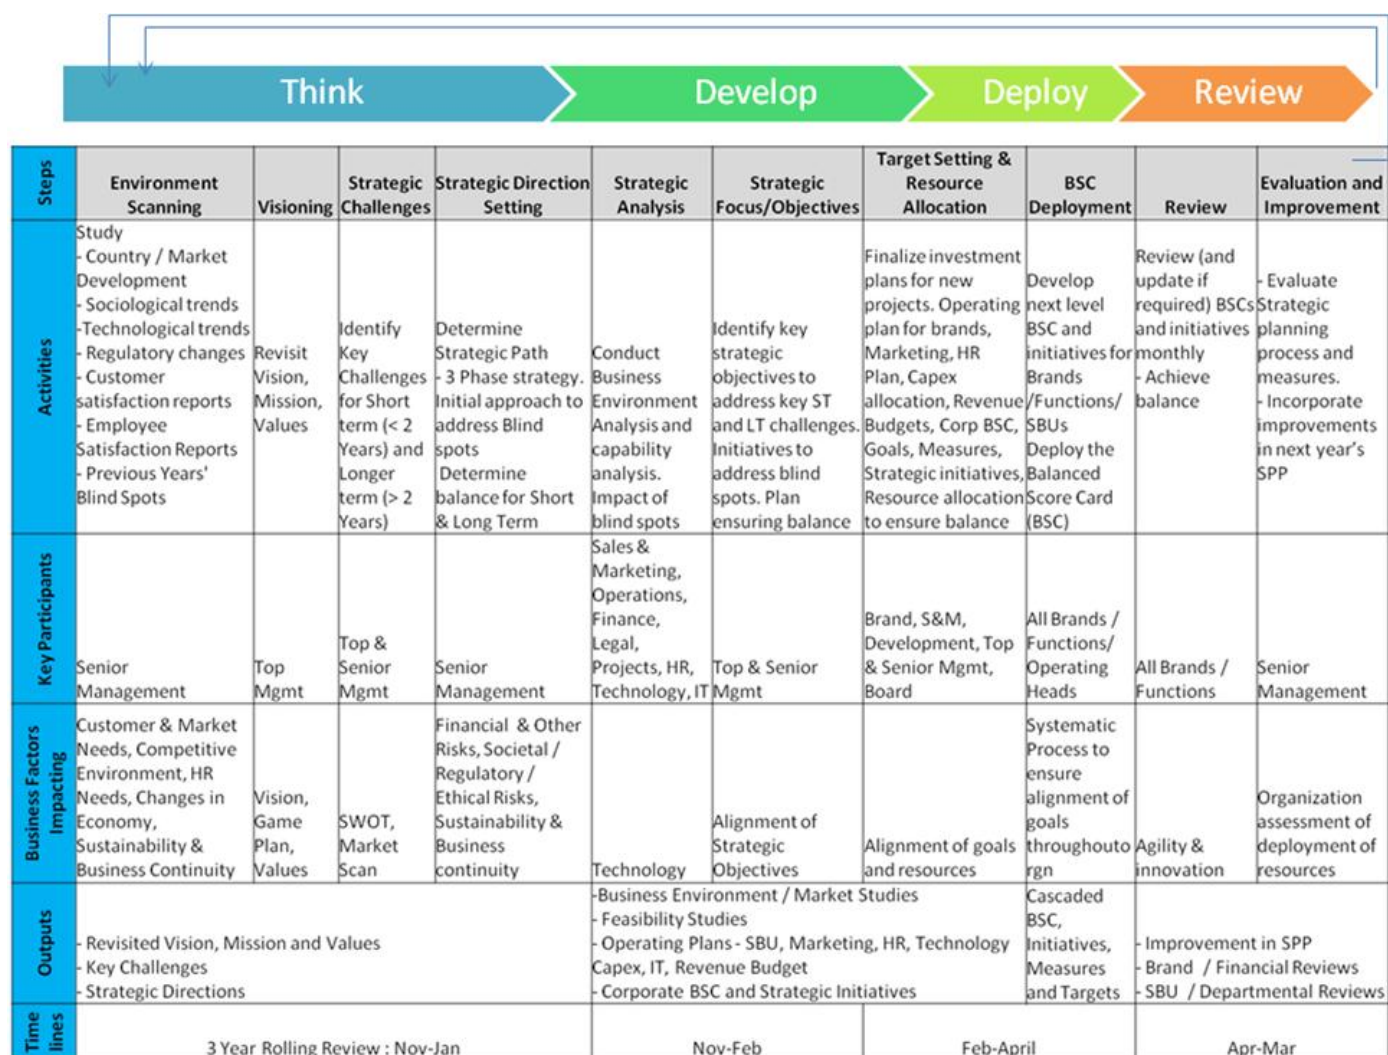 Think
Develop
Deploy
Review
Steps
Environment
Scanning
Visioning
Strategic
Challenges
Strategic Direction
Setting
Strategic
Analysis
Strategic
Focus/Objectives
Target Setting &
Resource
Allocation
BSC
Deployment
Review
Evaluation and
Improvement
Activities
Study
- Country / Market
Development
- Sociological trends
-Technological trends
- Regulatory changes
- Customer
satisfaction reports
- Employee
Satisfaction Reports
- Previous Years'
Blind Spots
Revisit
Vision,
Mission,
Values
Identify
Key
Challenges
for Short
term (< 2
Years) and
Longer
term (> 2
Years)
Determine
Strategic Path
- 3 Phase strategy.
Initial approach to
address Blind
spots
Determine
balance for Short
& Long Term
Conduct
Business
Environment
Analysis and
capability
analysis.
Impact of
blind spots
Identify key
strategic
objectives to
address key ST
and LT challenges.
Initiatives to
address blind
spots. Plan
ensuring balance
Finalize investment
plans for new
projects. Operating
plan for brands,
Marketing, HR
Plan, Capex
allocation, Revenue
Budgets, Corp BSC,
Goals, Measures,
Strategic initiatives,
Resource allocation
to ensure balance
Develop
next level
BSC and
initiatives for
Brands
/Functions/
SBUs
Deploy the
Balanced
Score Card
(BSC)
Review (and
update if
required) BSCs
and initiatives
monthly
- Achieve
balance
- Evaluate
Strategic
planning
process and
measures.
- Incorporate
improvements
in next year's
SPP
Key Participants
Senior
Management
Top
Mgmt
Top &
Senior
Mgmt
Senior
Management
Sales &
Marketing,
Operations,
Finance,
Legal,
Projects, HR,
Technology, IT
Top & Senior
Mgmt
Brand, S&M,
Development, Top
& Senior Mgmt,
Board
All Brands /
Functions/
Operating
Heads
All Brands /
Functions
Senior
Management
Business Factors
Impacting
Customer & Market
Needs, Competitive
Environment, HR
Needs, Changes in
Economy,
Sustainability &
Business Continuity
Vision,
Game
Plan,
Values
SWOT,
Market
Scan
Financial & Other
Risks, Societal /
Regulatory /
Ethical Risks,
Sustainability &
Business
continuity
Technology
Alignment of
Strategic
Objectives
Alignment of goals
and resources
Systematic
Process to
ensure
alignment of
goals
throughouto
rgn
Agility &
innovation
Organization
assessment of
deployment of
resources
Outputs
- Revisited Vision, Mission and Values
- Key Challenges
- Strategic Directions
-Business Environment / Market Studies
- Feasibility Studies
- Operating Plans - SBU, Marketing, HR, Technology
Capex, IT, Revenue Budget
- Corporate BSC and Strategic Initiatives
Cascaded
BSC,
Initiatives,
Measures
and Targets
- Improvement in SPP
- Brand / Financial Reviews
- SBU / Departmental Reviews
Time
lines
3 Year Rolling Review : Nov-Jan
Nov-Feb
Feb-April
Apr-Mar